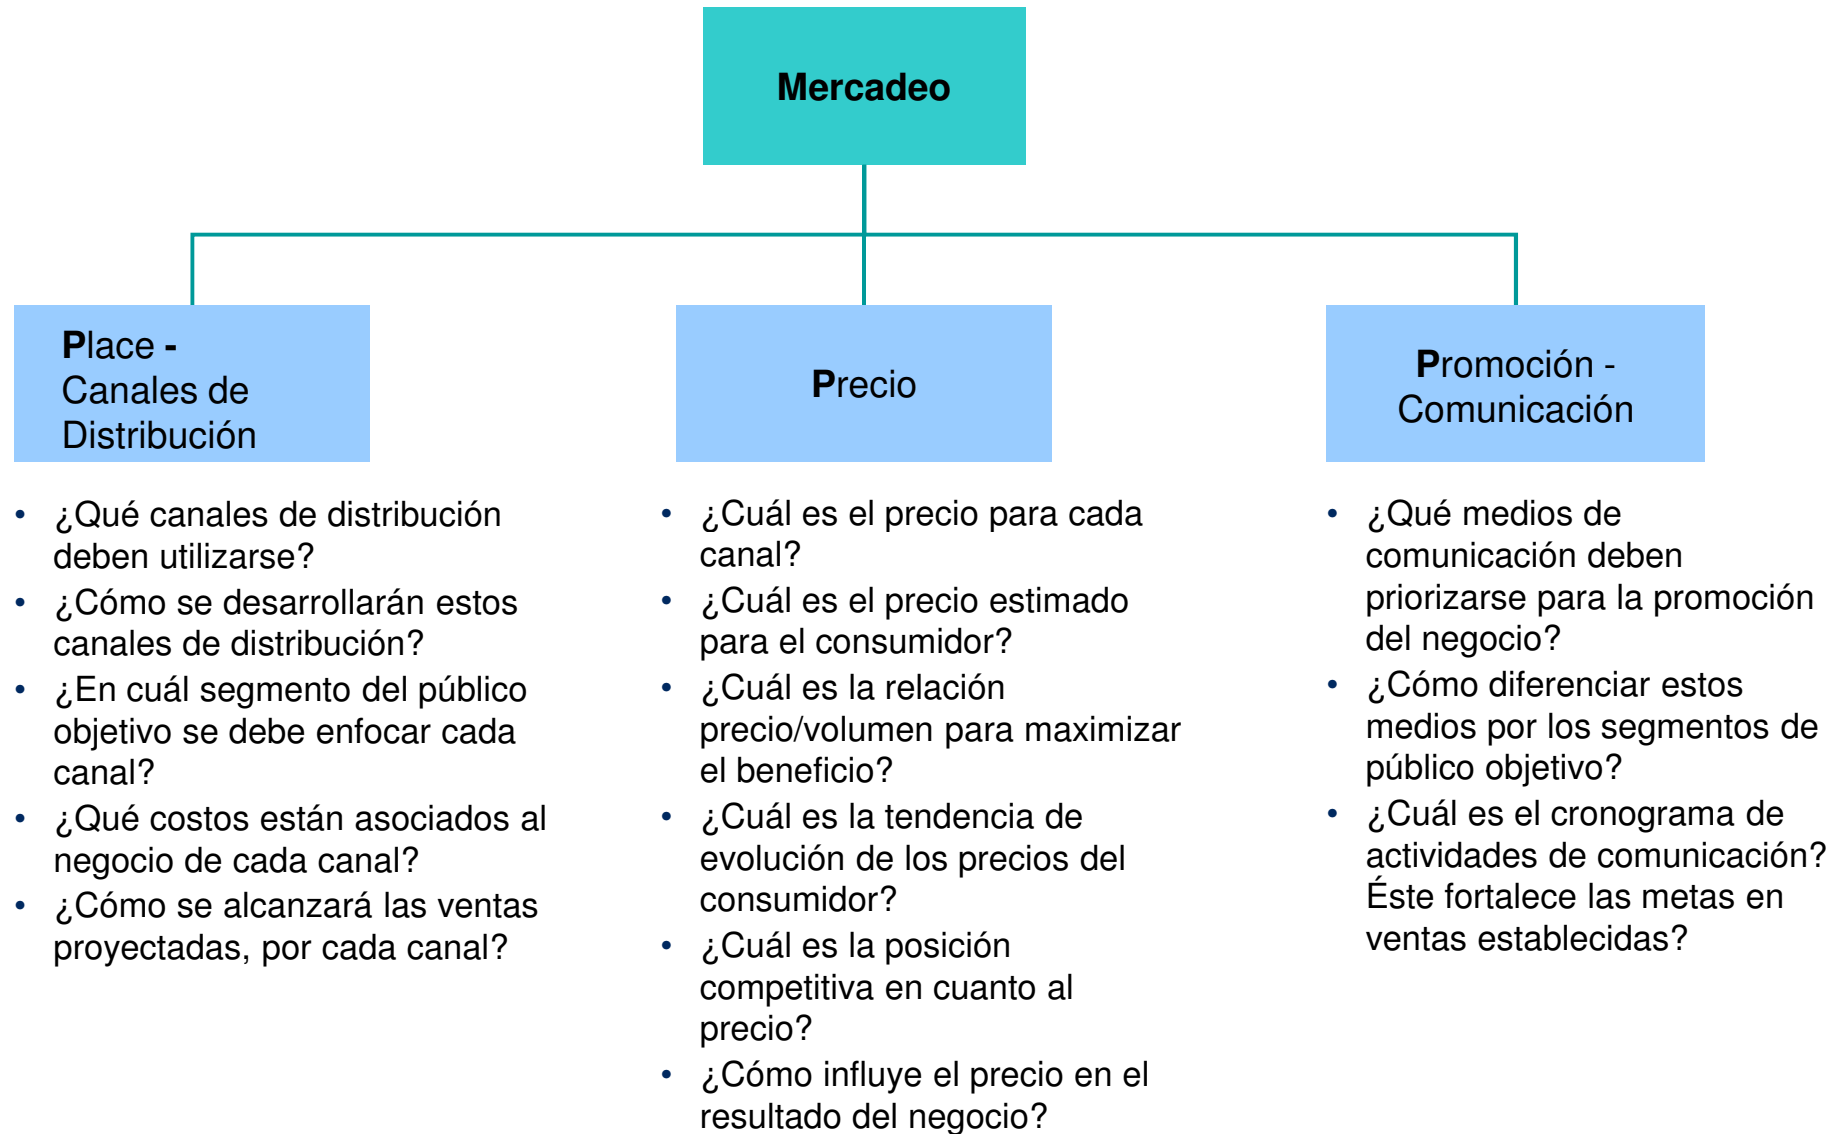 Mercadeo
Place -
Canales de
Distribución
Precio
Promoción -
Comunicación
• ¿Qué canales de distribución
deben utilizarse?
• ¿Cómo se desarrollarán estos
canales de distribución?
• ¿En cuál segmento del público
objetivo se debe enfocar cada
canal?
• ¿Qué costos están asociados al
negocio de cada canal?
• ¿Cómo se alcanzará las ventas
proyectadas, por cada canal?
• ¿Cuál es el precio para cada
canal?
• ¿Cuál es el precio estimado
para el consumidor?
• ¿Cuál es la relación
precio/volumen para maximizar
el beneficio?
• ¿Cuál es la tendencia de
evolución de los precios del
consumidor?
• ¿Cuál es la posición
competitiva en cuanto al
precio?
• ¿Cómo influye el precio en el
resultado del negocio?
• ¿Qué medios de
comunicación deben
priorizarse para la promoción
del negocio?
• ¿Cómo diferenciar estos
medios por los segmentos de
público objetivo?
• ¿Cuál es el cronograma de
actividades de comunicación?
Éste fortalece las metas en
ventas establecidas?